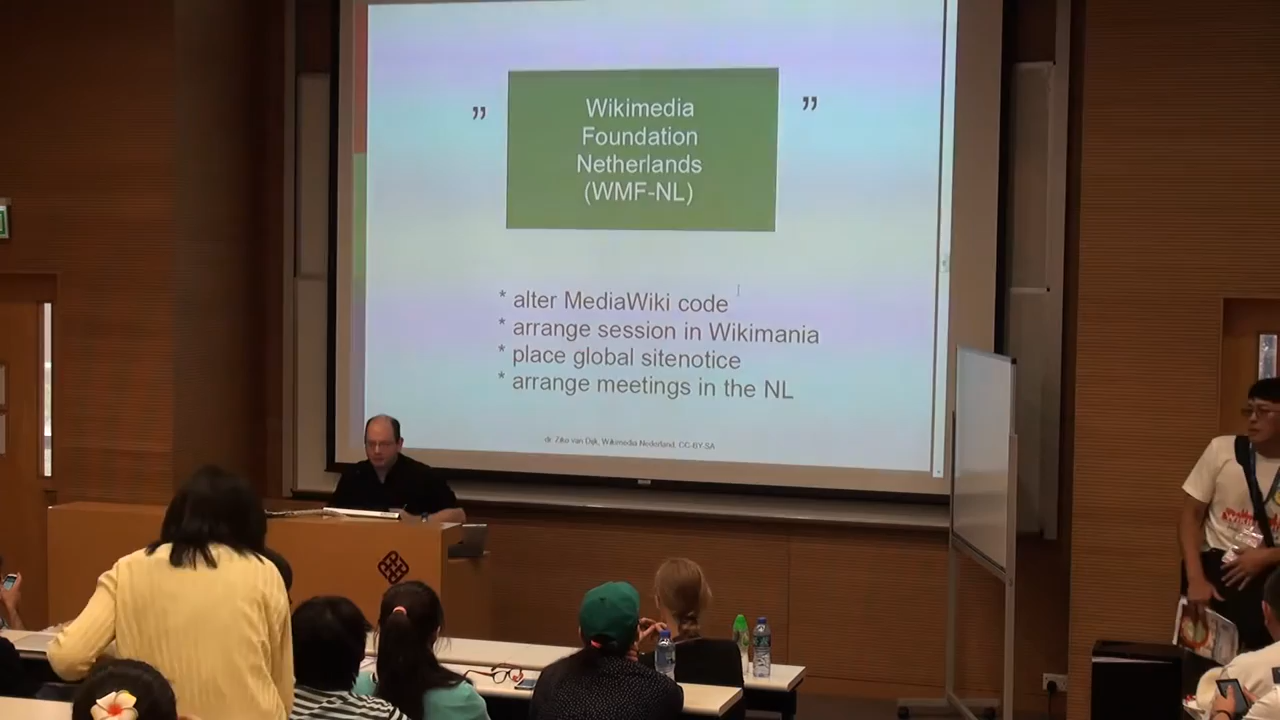 ” ”
Wikimedia
Foundation
Netherlands
(WMF-NL)
* alter MediaWiki code
* arrange session in Wikimania
* place global sitenotice
* arrange meetings in the NL
dr. Ziko van Dijk, Wikimedia Nederland, CC-BY-SA